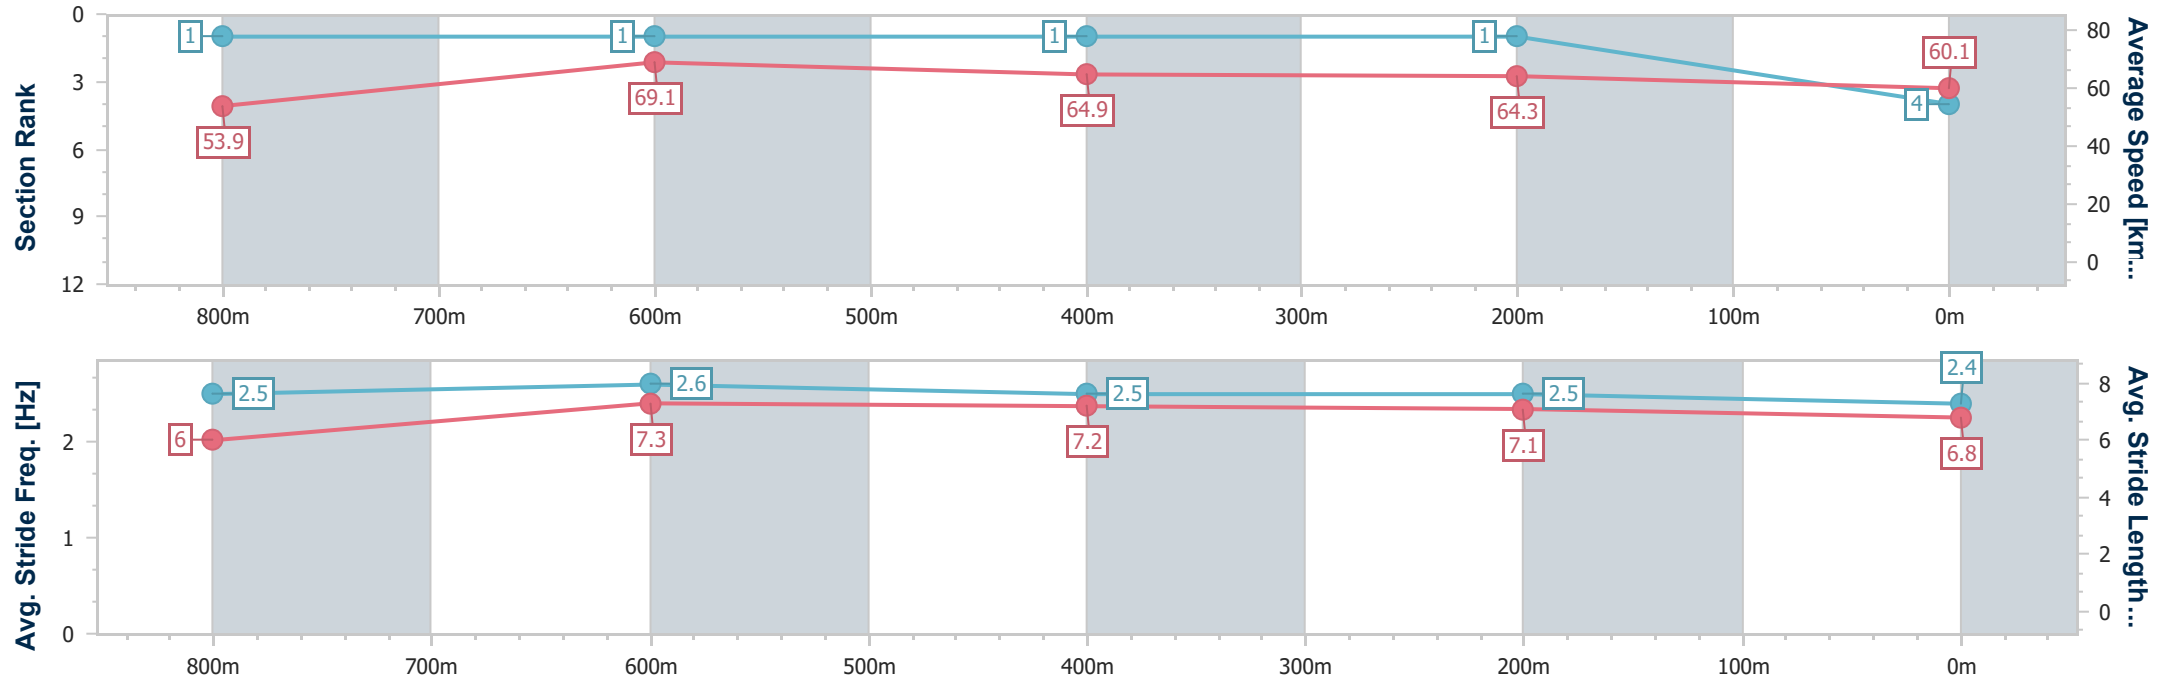 Section Rank
0
3
6
9
12
1
1
1
1
4
53.9
69.1
64.9
64.3
60.1
80
60
40
20
0
Average Speed [km...
800m
700m
600m
500m
400m
300m
200m
100m
0m
Avg. Stride Freq. [Hz]
2
1
0
2.5
2.6
2.5
2.5
2.4
6
7.3
7.2
7.1
6.8
8
6
4
2
0
Avg. Stride Length...
800m
700m
600m
500m
400m
300m
200m
100m
0m